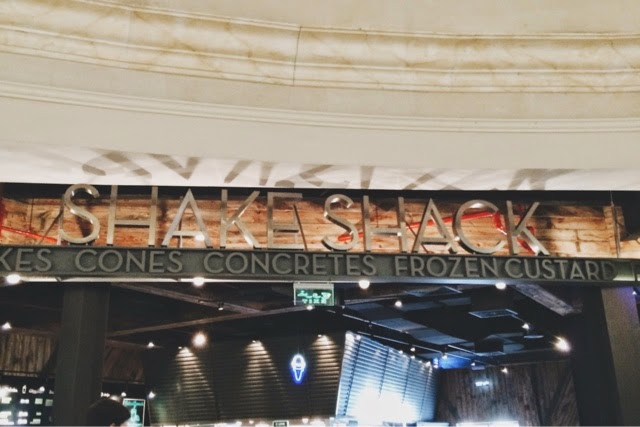 SHAKE SHACK
KES CONES CONCRETES FROZEN CUSTARD